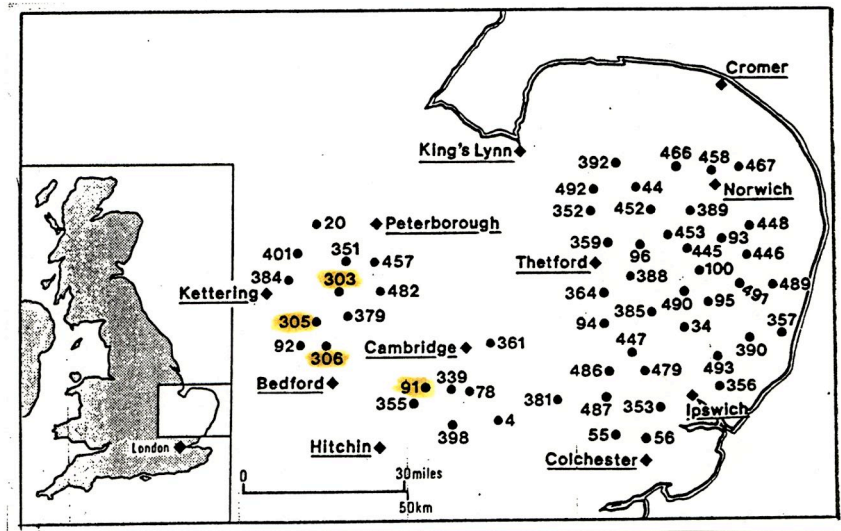 Cromer
King's Lynn
392 466 458 467
492 44 Norwich
352 452 389
20 Peterborough 448
453 93
401 351 457 359 96 445 446
Thetford 100
384 303 388
Kettering 482 364 490 95 491 489
305 379 385
94 34 357
92 306 Cambridge 361 447 390
Bedford 486 479 493
91 339 78 356
355 381 487 353 Ipswich
398 4 55 56
Hitchin Colchester
London
0 30 miles
50km